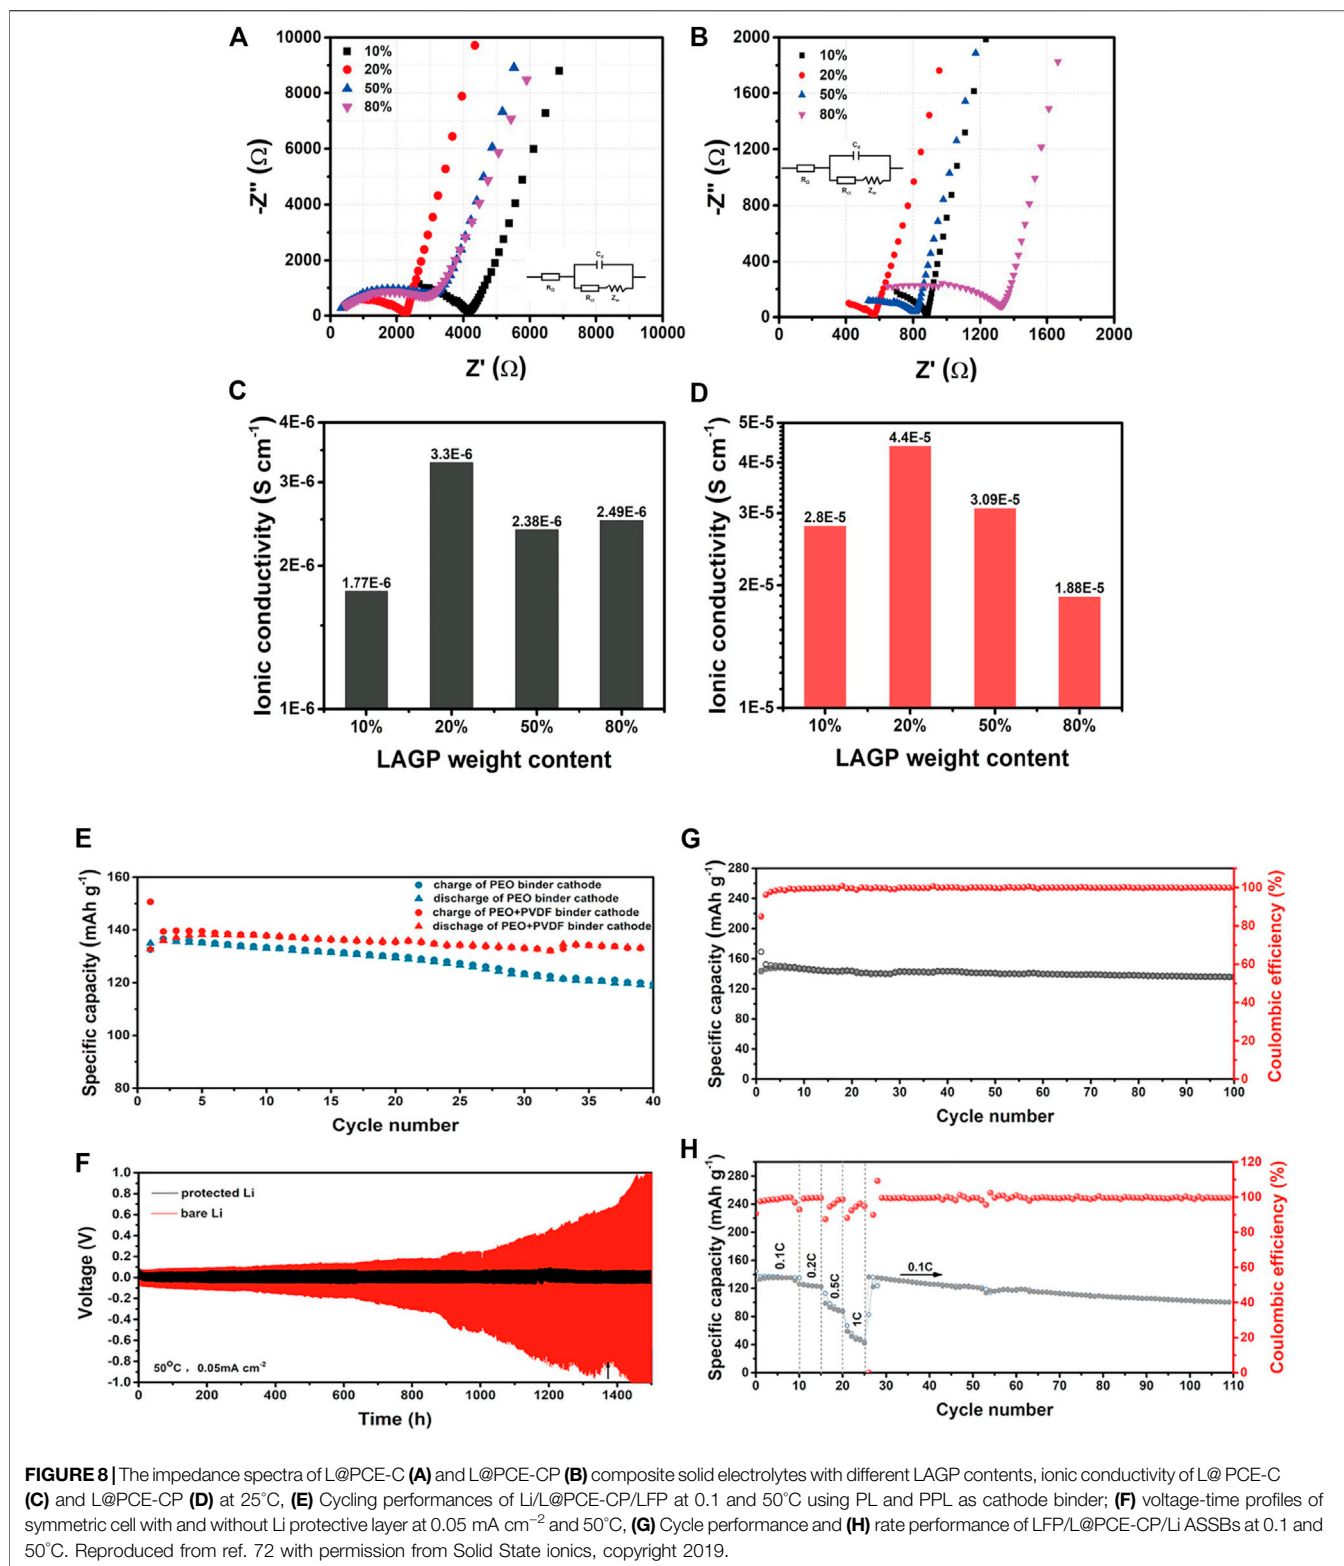 A
10000
8000
6000
4000
2000
0
-Z'' (Ω)
10%
20%
50%
80%
Cd
RΩ
Rct
Zw
0 2000 4000 6000 8000 10000
Z' (Ω)
B
2000
1600
1200
800
400
0
-Z'' (Ω)
10%
20%
50%
80%
Cd
RΩ
Rct
Zw
0 400 800 1200 1600 2000
Z' (Ω)
C
4E-6
3E-6
2E-6
1E-6
Ionic conductivity (S cm⁻¹)
1.77E-6
3.3E-6
2.38E-6
2.49E-6
10% 20% 50% 80%
LAGP weight content
D
5E-5
4E-5
3E-5
2E-5
1E-5
Ionic conductivity (S cm⁻¹)
2.8E-5
4.4E-5
3.09E-5
1.88E-5
10% 20% 50% 80%
LAGP weight content
E
160
140
120
100
80
Specific capacity (mAh g⁻¹)
charge of PEO binder cathode
discharge of PEO binder cathode
charge of PEO+PVDF binder cathode
dischage of PEO+PVDF binder cathode
0 5 10 15 20 25 30 35 40
Cycle number
G
280
240
200
160
120
80
40
0
Specific capacity (mAh g⁻¹)
100
80
60
40
20
0
Coulombic efficiency (%)
0 10 20 30 40 50 60 70 80 90 100
Cycle number
F
1.0
0.8
0.6
0.4
0.2
0.0
-0.2
-0.4
-0.6
-0.8
-1.0
Voltage (V)
protected Li
bare Li
50°C , 0.05mA cm⁻²
0 200 400 600 800 1000 1200 1400
Time (h)
H
280
240
200
160
120
80
40
0
Specific capacity (mAh g⁻¹)
0.1C
0.2C
0.5C
1C
0.1C
120
100
80
60
40
20
0
Coulombic efficiency (%)
0 10 20 30 40 50 60 70 80 90 100 110
Cycle number
FIGURE 8 | The impedance spectra of L@PCE-C (A) and L@PCE-CP (B) composite solid electrolytes with different LAGP contents, ionic conductivity of L@ PCE-C
(C) and L@PCE-CP (D) at 25°C, (E) Cycling performances of Li/L@PCE-CP/LFP at 0.1 and 50°C using PL and PPL as cathode binder; (F) voltage-time profiles of
symmetric cell with and without Li protective layer at 0.05 mA cm⁻² and 50°C, (G) Cycle performance and (H) rate performance of LFP/L@PCE-CP/Li ASSBs at 0.1 and
50°C. Reproduced from ref. 72 with permission from Solid State ionics, copyright 2019.